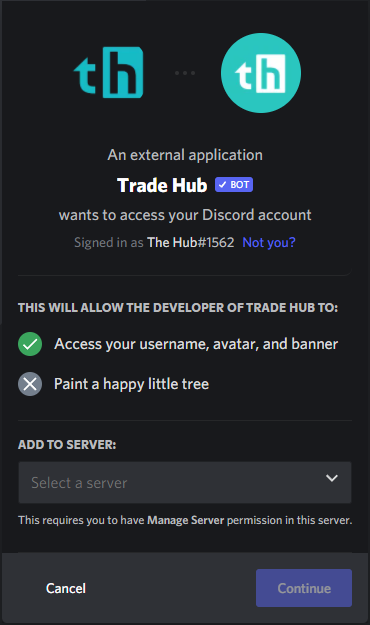 th
th
An external application
Trade Hub BOT
wants to access your Discord account
Signed in as The Hub#1562 Not you?
THIS WILL ALLOW THE DEVELOPER OF TRADE HUB TO:
Access your username, avatar, and banner
Paint a happy little tree
ADD TO SERVER:
Select a server
This requires you to have Manage Server permission in this server.
Cancel
Continue